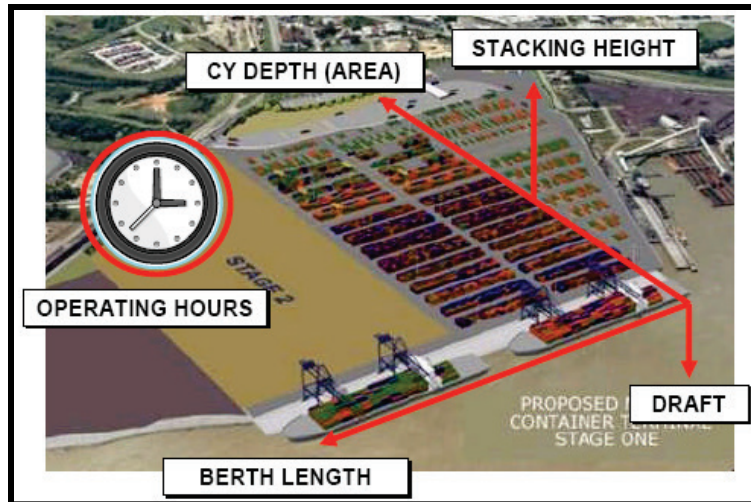 STACKING HEIGHT
CY DEPTH (AREA)
STAGE 2
OPERATING HOURS
DRAFT
PROPOSED
CONTAINER TERMINAL
STAGE ONE
BERTH LENGTH